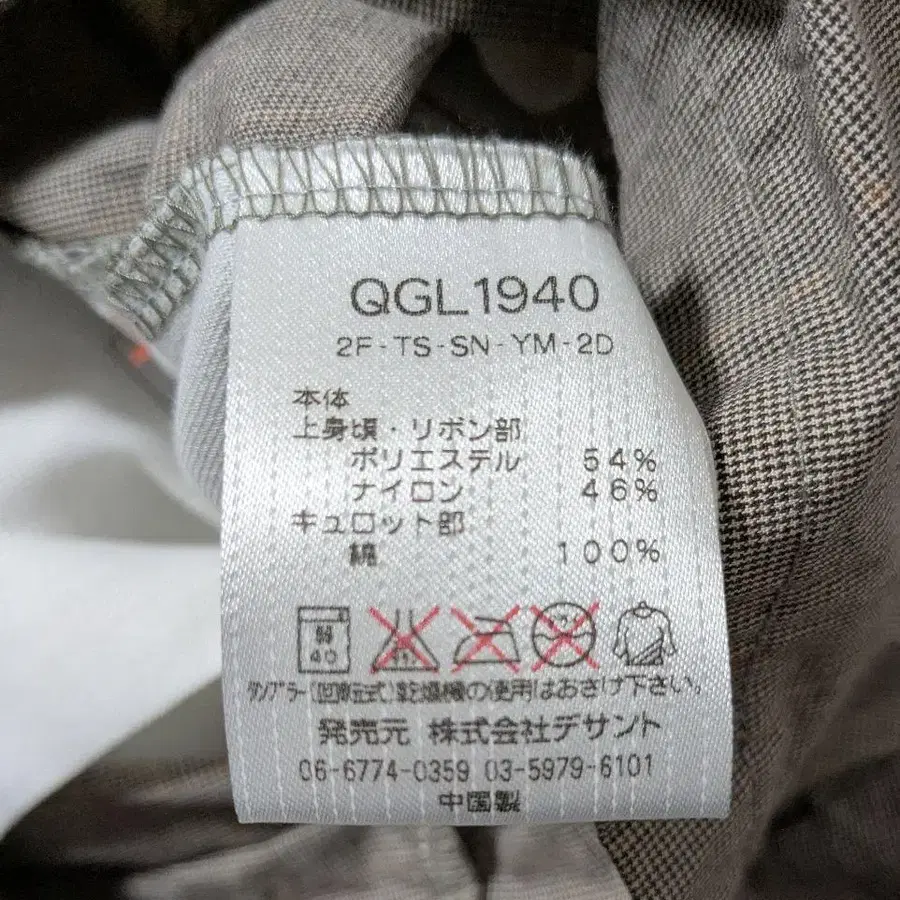 QGL1940
2F-TS-SN-YM-2D
本体
上身頃・リボン部
ポリエステル 54%
ナイロン 46%
キュロット部
綿 100%
弱
40
タンブラー(回転式)乾燥機の使用はおさけ下さい。
発売元 株式会社デサント
06-6774-0359 03-5979-6101
中国製